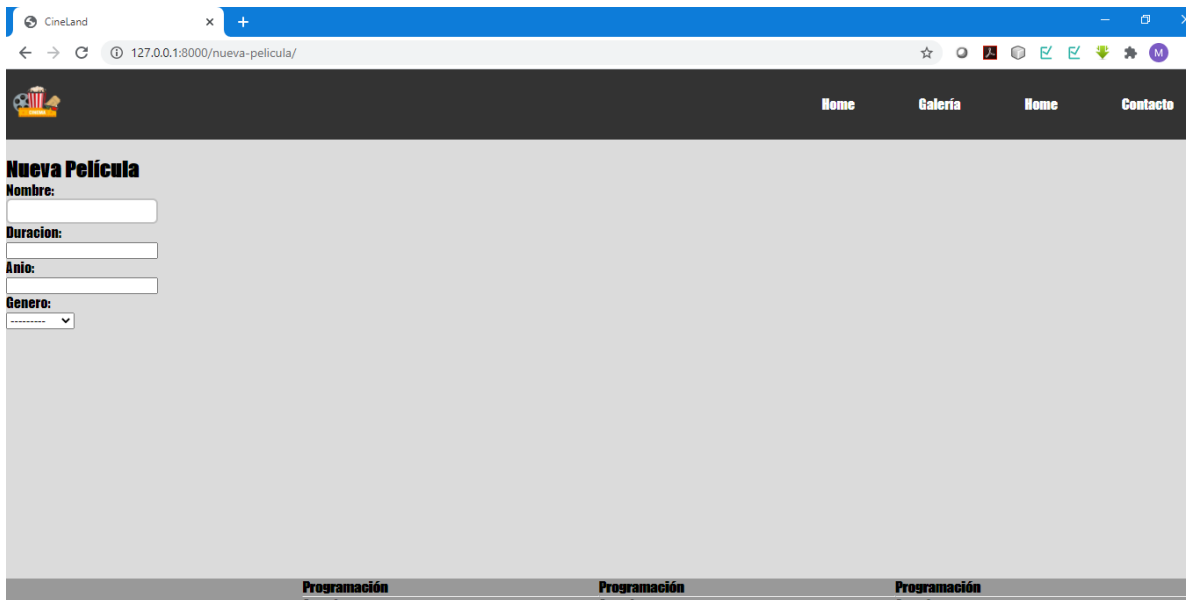 CineLand
127.0.0.1:8000/nueva-pelicula/
M
Home Galería Home Contacto
Nueva Película
Nombre:
Duracion:
Anio:
Genero:
---------
Programación Programación Programación